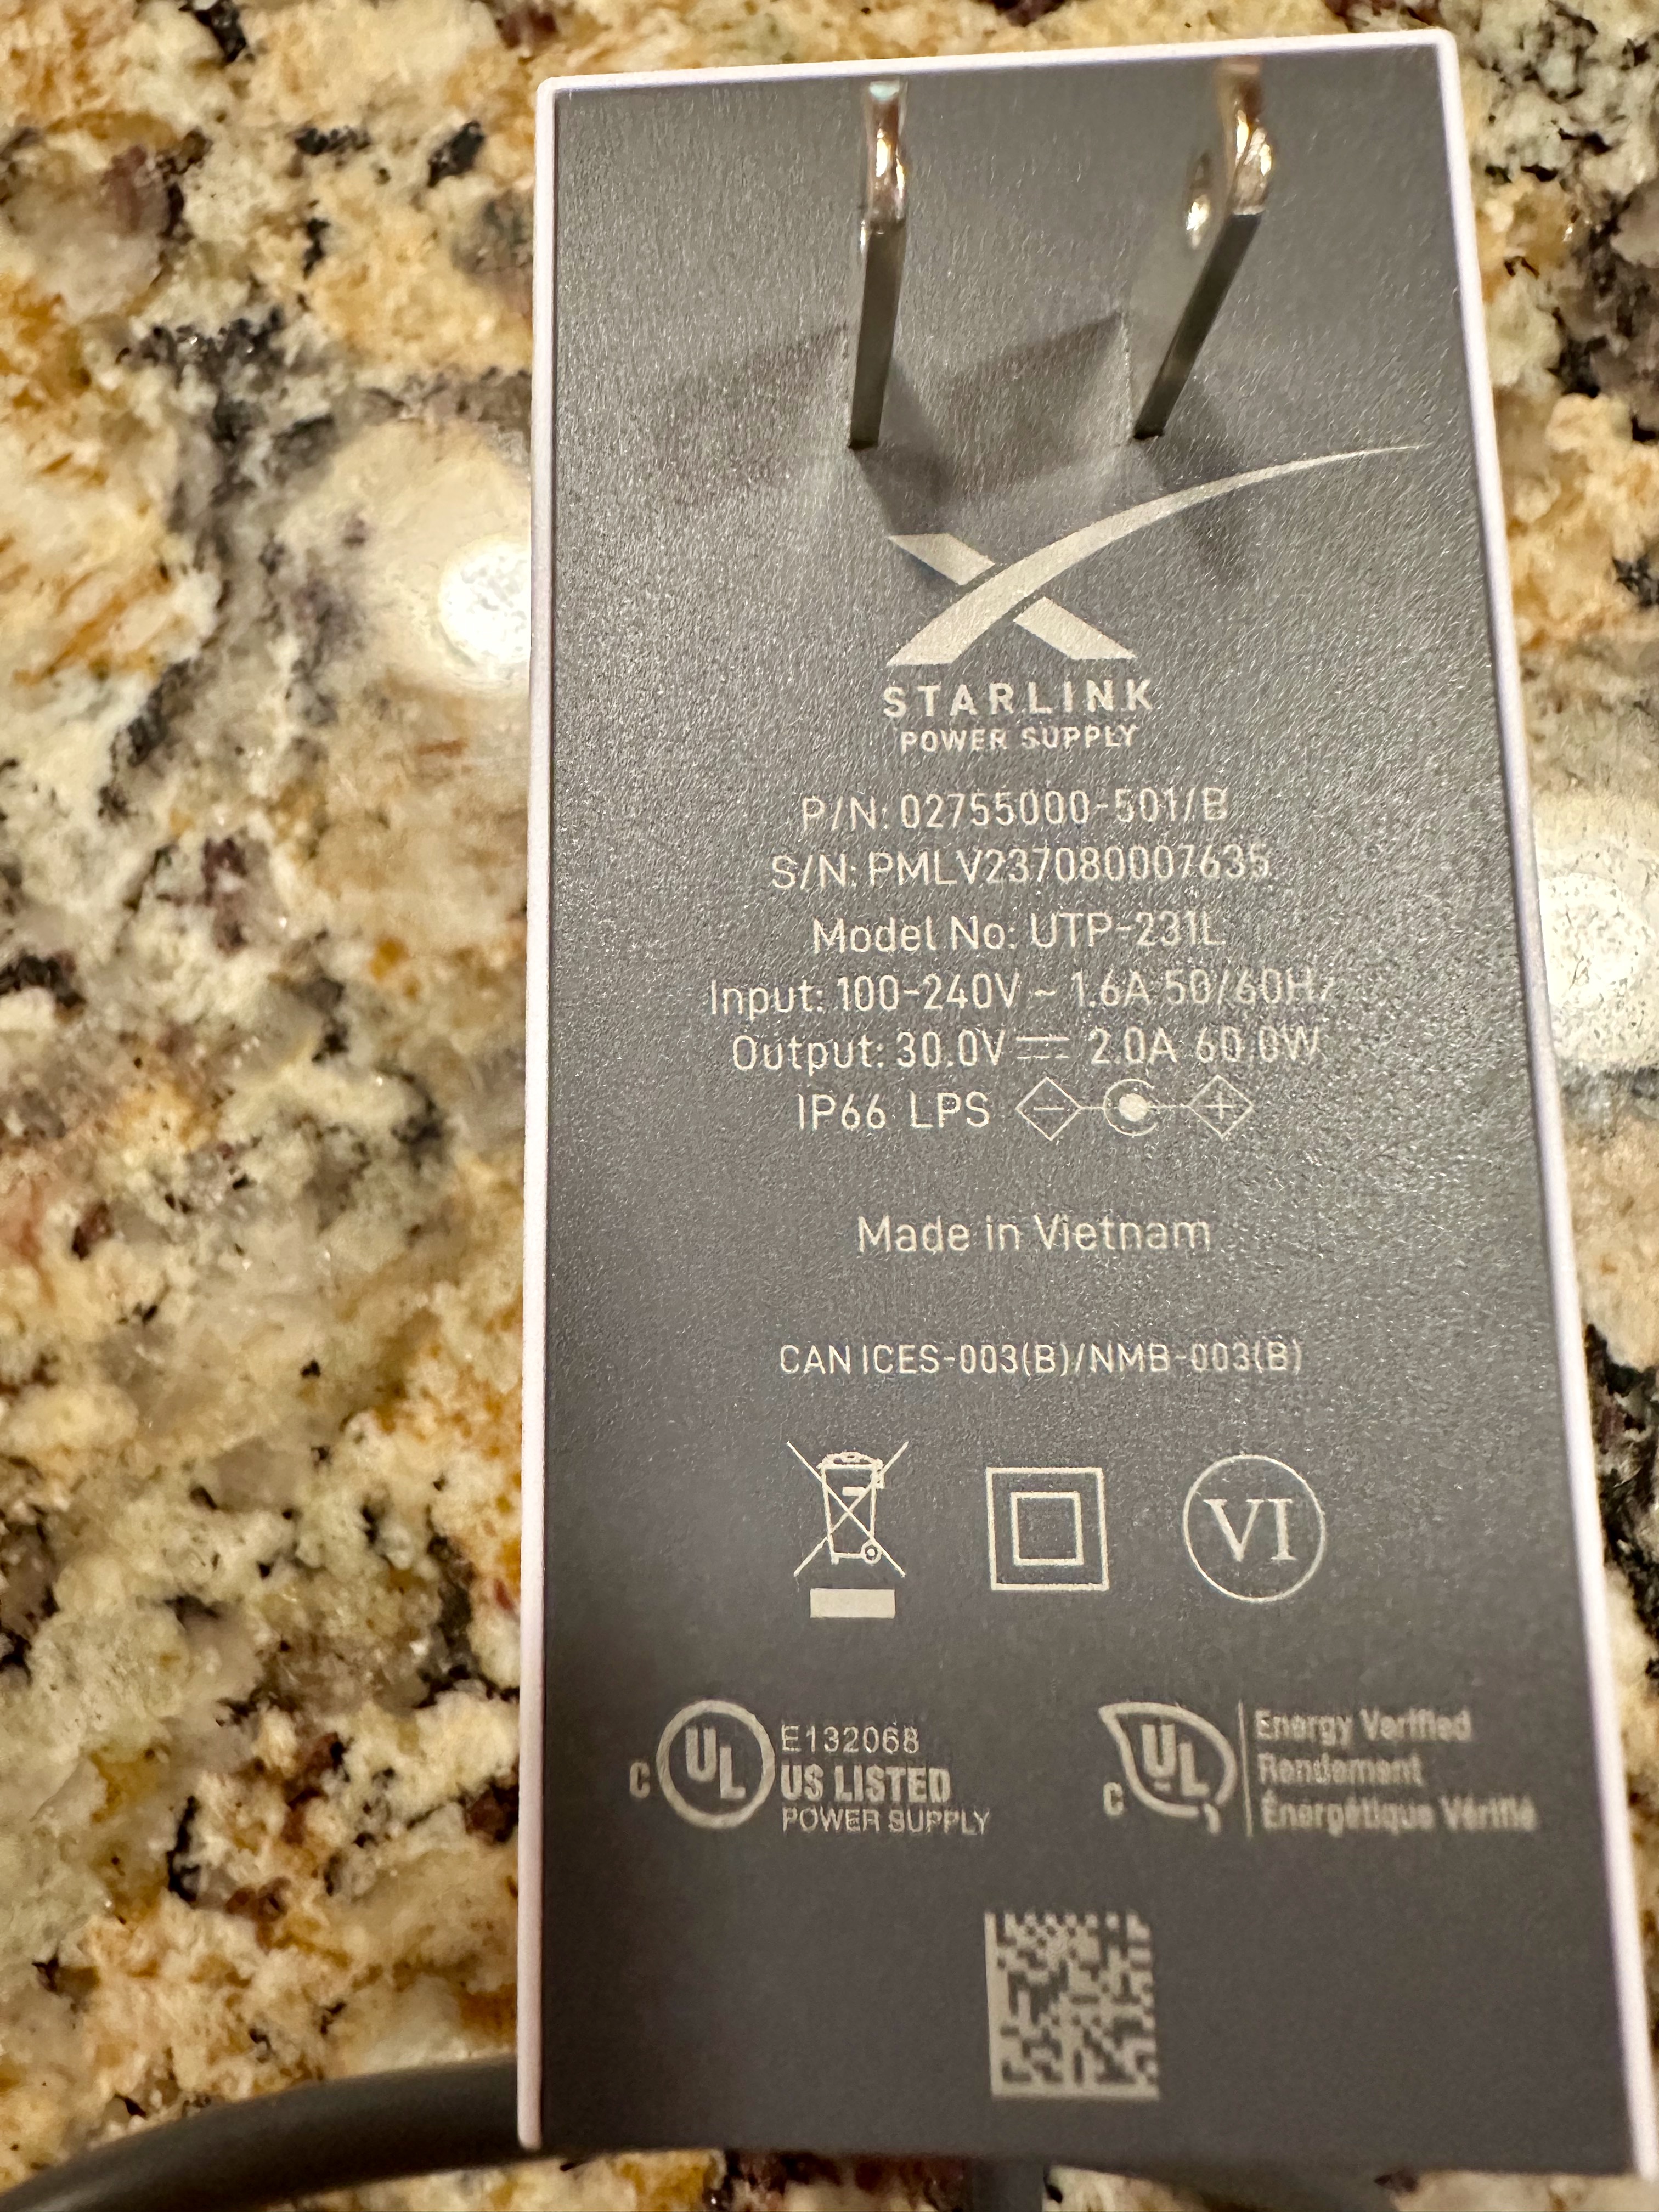 STARLINK
POWER SUPPLY
P/N: 02755000-501/B
S/N: PMLV237080007635
Model No: UTP-231L
Input: 100-240V ~ 1.6A 50/60Hz
Output: 30.0V ⎓ 2.0A 60.0W
IP66 LPS - +
Made in Vietnam
CAN ICES-003(B)/NMB-003(B)
VI
C UL E132068
US LISTED
POWER SUPPLY
C UL Energy Verified
Rendement
Énergétique Vérifié